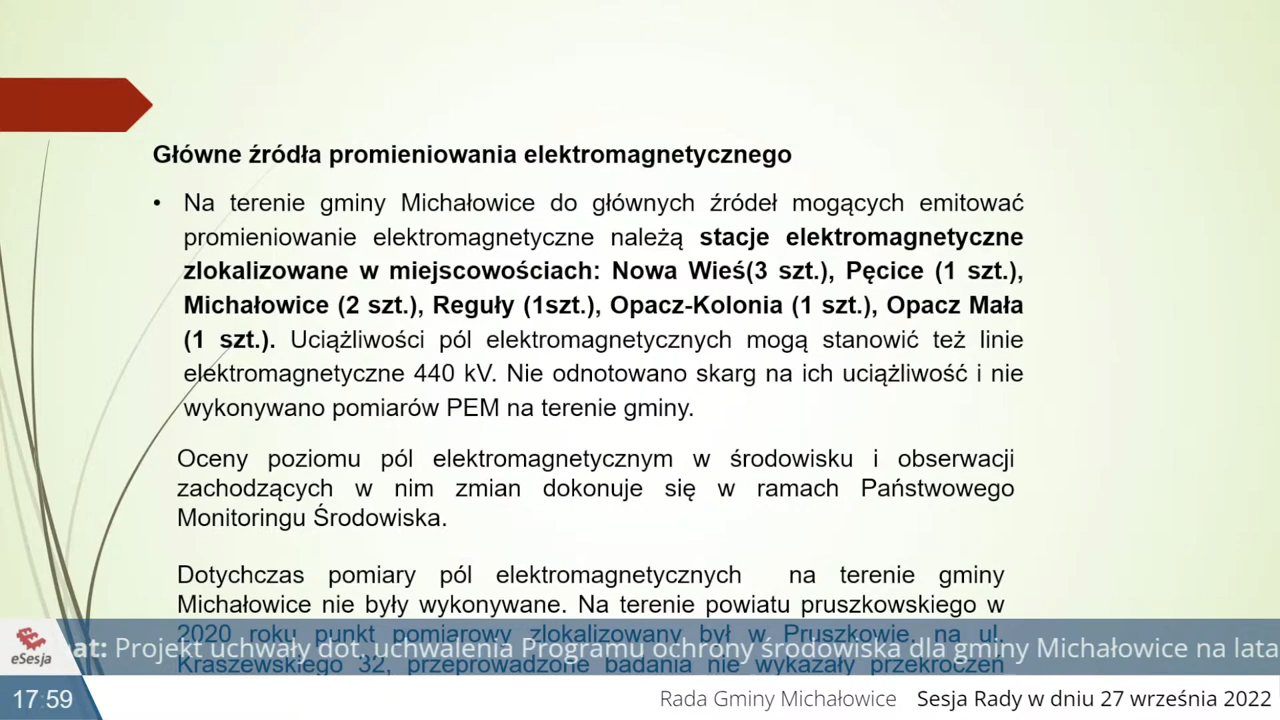 Główne źródła promieniowania elektromagnetycznego
• Na terenie gminy Michałowice do głównych źródeł mogących emitować
promieniowanie elektromagnetyczne należą stacje elektromagnetyczne
zlokalizowane w miejscowościach: Nowa Wieś(3 szt.), Pęcice (1 szt.),
Michałowice (2 szt.), Reguły (1szt.), Opacz-Kolonia (1 szt.), Opacz Mała
(1 szt.). Uciążliwości pól elektromagnetycznych mogą stanowić też linie
elektromagnetyczne 440 kV. Nie odnotowano skarg na ich uciążliwość i nie
wykonywano pomiarów PEM na terenie gminy.
Oceny poziomu pól elektromagnetycznym w środowisku i obserwacji
zachodzących w nim zmian dokonuje się w ramach Państwowego
Monitoringu Środowiska.
Dotychczas pomiary pól elektromagnetycznych na terenie gminy
Michałowice nie były wykonywane. Na terenie powiatu pruszkowskiego w
2020 roku punkt pomiarowy zlokalizowany był w Pruszkowie, na ul.
Kraszewskiego 32, przeprowadzone badania nie wykazały przekroczeń
at: Projekt uchwały dot. uchwalenia Programu ochrony środowiska dla gminy Michałowice na lata
eSesja
17:59
Rada Gminy Michałowice Sesja Rady w dniu 27 września 2022